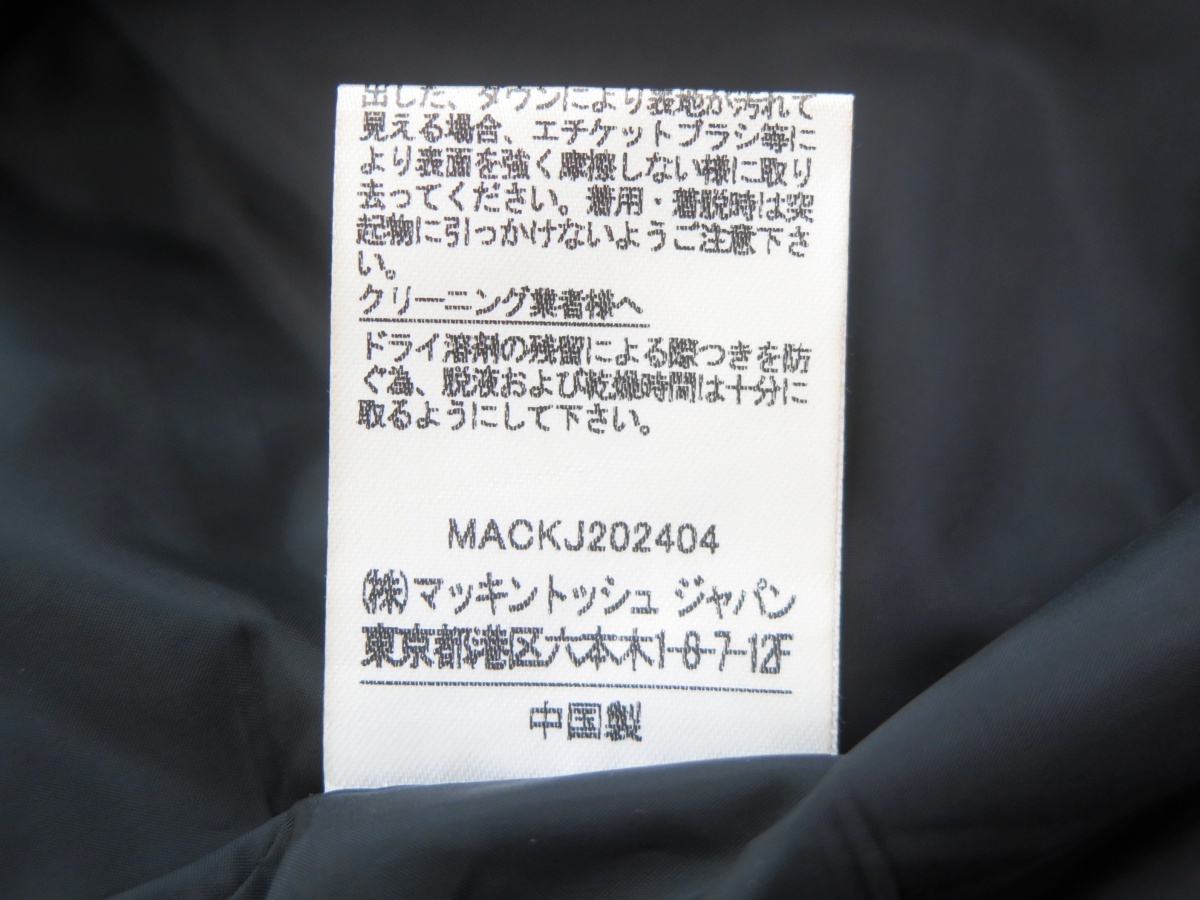 出した、ダウンにより表地が汚れて
見える場合、エチケットブラシ等に
より表面を強く摩擦しない様に取り
去ってください。着用・着脱時は突
起物に引っかけないようご注意下さ
い。
クリーニング業者様へ
ドライ溶剤の残留による際つきを防
ぐ為、脱液および乾燥時間は十分に
取るようにして下さい。
MACKJ202404
(株)マッキントッシュ ジャパン
東京都港区六本木1-8-7-12F
中国製